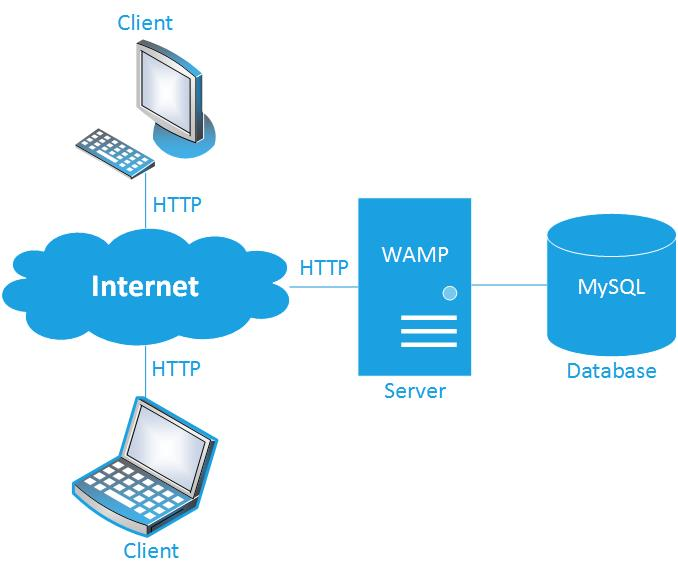 Client
HTTP
Internet
HTTP
WAMP
MySQL
Server
Database
HTTP
Client